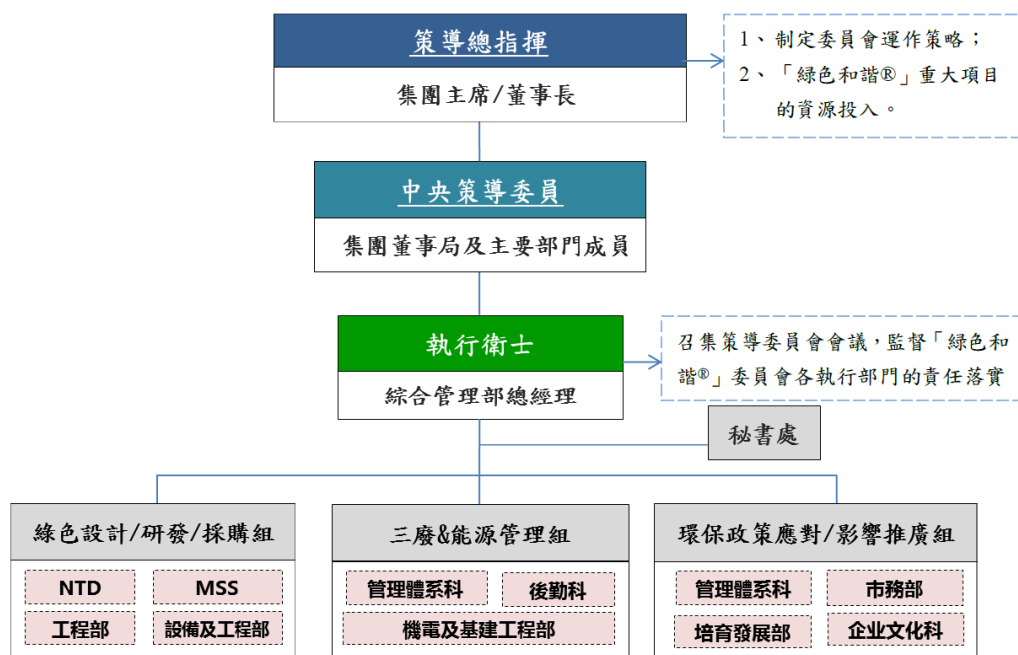 策導總指揮
集團主席/董事長
1、 制定委員會運作策略；
2、 「綠色和諧®」重大項目
的資源投入。
中央策導委員
集團董事局及主要部門成員
執行衛士
綜合管理部總經理
召集策導委員會會議，監督「綠色和
諧®」委員會各執行部門的責任落實
秘書處
綠色設計/研發/採購組
NTD
MSS
工程部
設備及工程部
三廢&能源管理組
管理體系科
後勤科
機電及基建工程部
環保政策應對/影響推廣組
管理體系科
市務部
培育發展部
企业文化科